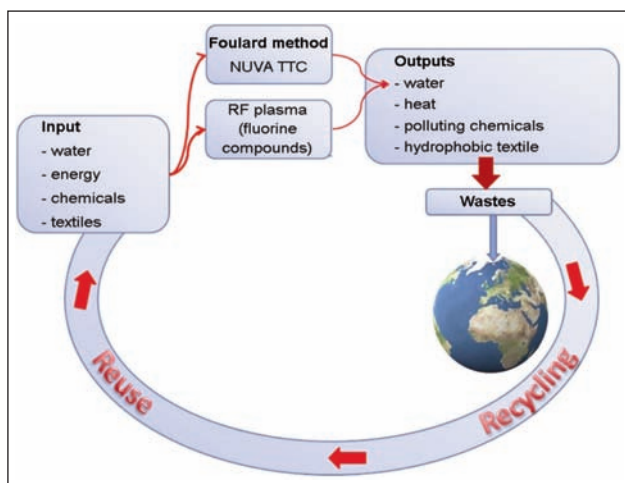 Foulard method
NUVA TTC
RF plasma
(fluorine
compounds)
Input
- water
- energy
- chemicals
- textiles
Outputs
- water
- heat
- polluting chemicals
- hydrophobic textile
Wastes
Recycling
Reuse